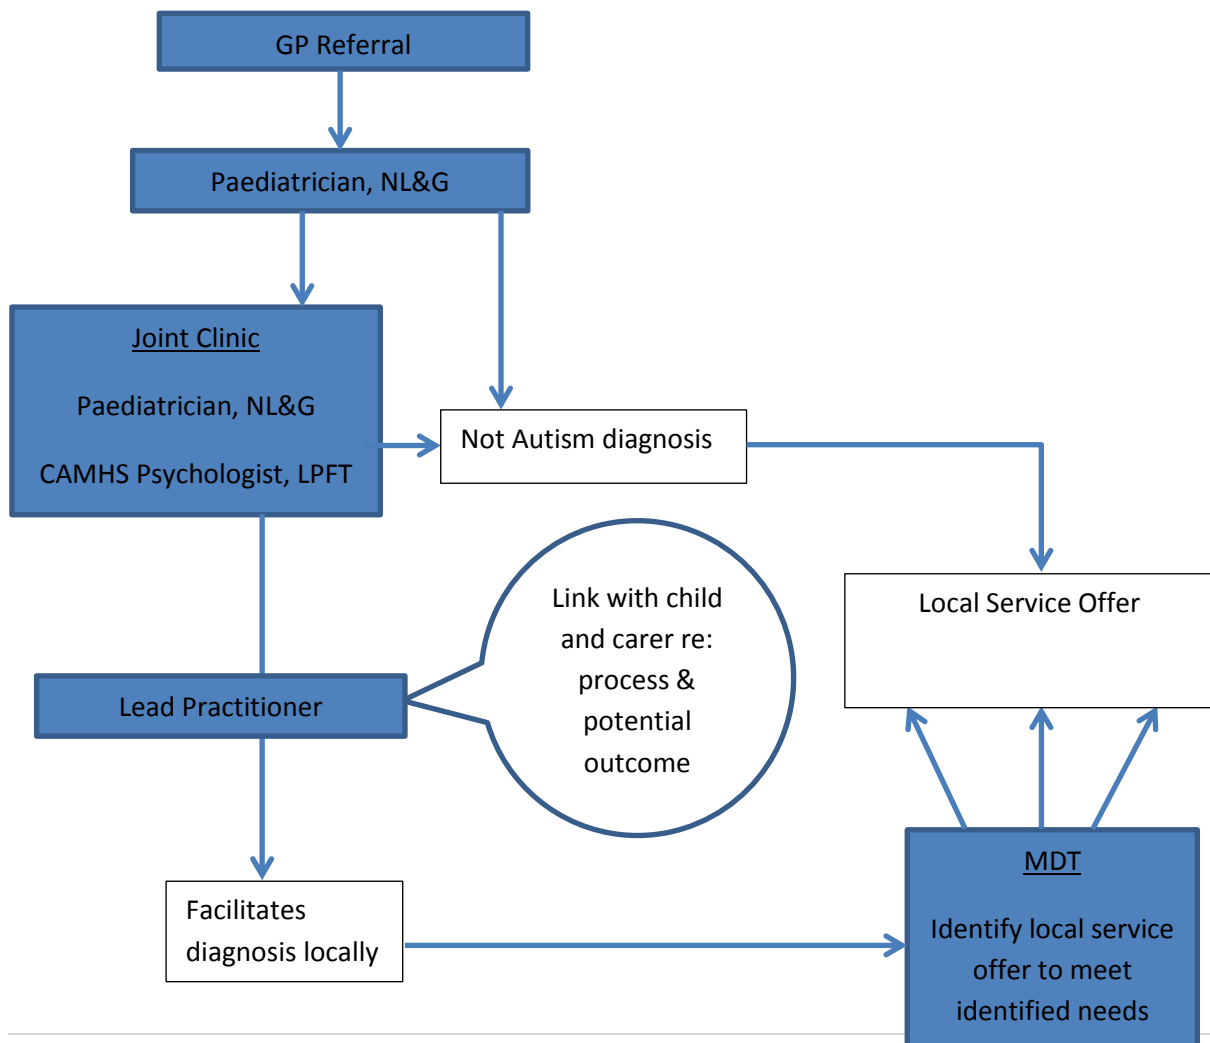 GP Referral
Paediatrician, NL&G
Joint Clinic
Paediatrician, NL&G
CAMHS Psychologist, LPFT
Not Autism diagnosis
Link with child
and carer re:
process &
potential
outcome
Local Service Offer
Lead Practitioner
Facilitates
diagnosis locally
MDT
Identify local service
offer to meet
identified needs